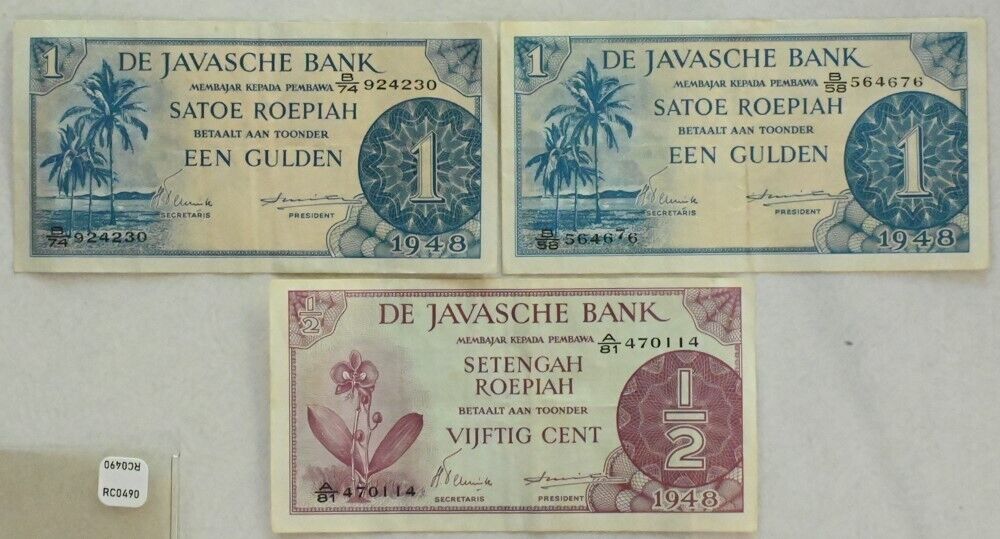 1
DE JAVASCHE BANK
MEMBAJAR KEPADA PEMBAWA B/74 924230
SATOE ROEPIAH
BETAALT AAN TOONDER
EEN GULDEN
1
SECRETARIS
PRESIDENT
B/74 924230
1948
1
DE JAVASCHE BANK
MEMBAJAR KEPADA PEMBAWA B/58 564676
SATOE ROEPIAH
BETAALT AAN TOONDER
EEN GULDEN
1
SECRETARIS
PRESIDENT
B/58 564676
1948
1/2
DE JAVASCHE BANK
MEMBAJAR KEPADA PEMBAWA A/81 470114
SETENGAH
ROEPIAH
BETAALT AAN TOONDER
VIJFTIG CENT
1/2
A/81 470114
SECRETARIS
PRESIDENT
1948
RC0490
RC0490